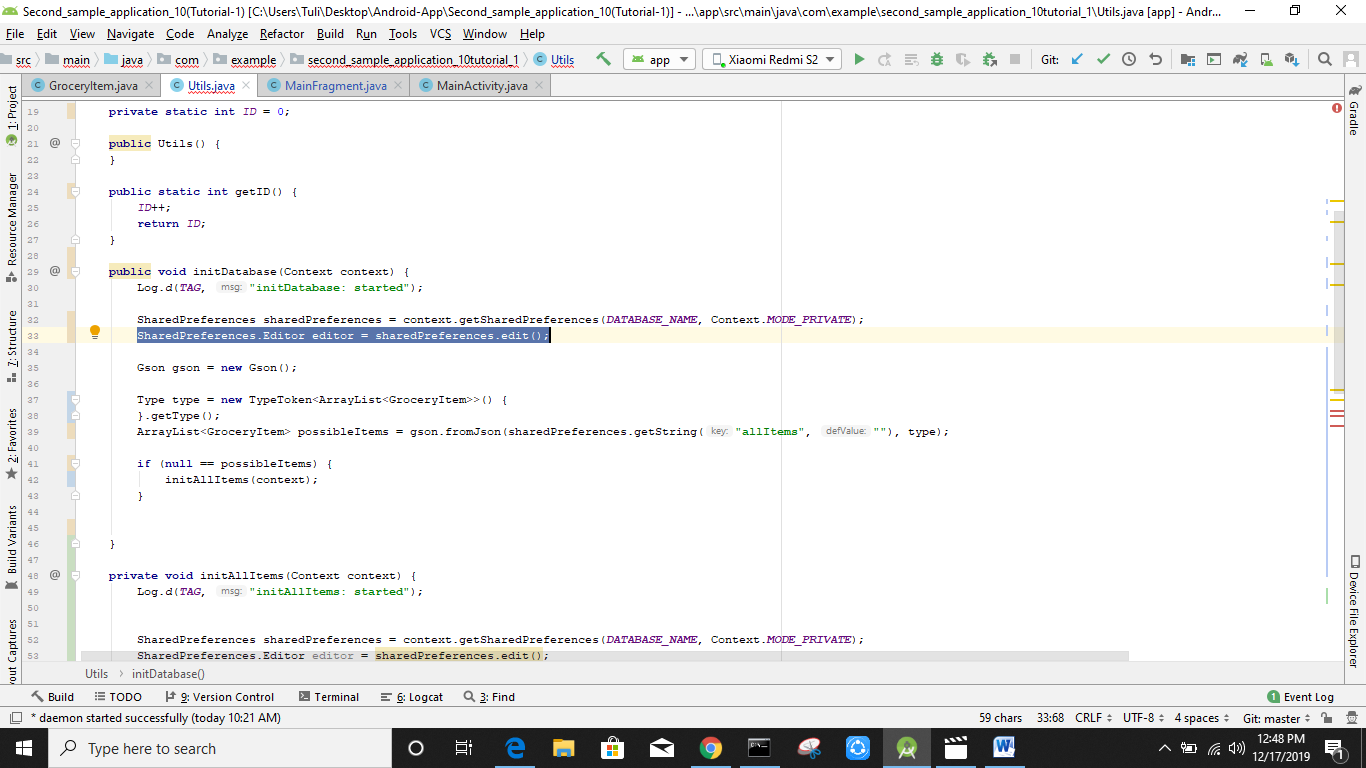 Second_sample_application_10(Tutorial-1) [C:\Users\Tuli\Desktop\Android-App\Second_sample_application_10(Tutorial-1)] - ...\app\src\main\java\com\example\second_sample_application_10tutorial_1\Utils.java [app] - Andr...
File Edit View Navigate Code Analyze Refactor Build Run Tools VCS Window Help
src main java com example second_sample_application_10tutorial_1 Utils app Xiaomi Redmi S2 Git:
GroceryItem.java Utils.java MainFragment.java MainActivity.java
1: Project
Resource Manager
7: Structure
2: Favorites
Build Variants
out Captures
19 private static int ID = 0;
20
21 @ public Utils() {
22 }
23
24 public static int getID() {
25 ID++;
26 return ID;
27 }
28
29 @ public void initDatabase(Context context) {
30 Log.d(TAG, msg: "initDatabase: started");
31
32 SharedPreferences sharedPreferences = context.getSharedPreferences(DATABASE_NAME, Context.MODE_PRIVATE);
33 SharedPreferences.Editor editor = sharedPreferences.edit();
34
35 Gson gson = new Gson();
36
37 Type type = new TypeToken<ArrayList<GroceryItem>>() {
38 }.getType();
39 ArrayList<GroceryItem> possibleItems = gson.fromJson(sharedPreferences.getString( key: "allItems", defValue: ""), type);
40
41 if (null == possibleItems) {
42 initAllItems(context);
43 }
44
45
46 }
47
48 @ private void initAllItems(Context context) {
49 Log.d(TAG, msg: "initAllItems: started");
50
51
52 SharedPreferences sharedPreferences = context.getSharedPreferences(DATABASE_NAME, Context.MODE_PRIVATE);
53 SharedPreferences.Editor editor = sharedPreferences.edit();
Gradle
Device File Explorer
Utils initDatabase()
Build TODO 9: Version Control Terminal 6: Logcat 3: Find 1 Event Log
* daemon started successfully (today 10:21 AM) 59 chars 33:68 CRLF UTF-8 4 spaces Git: master
Type here to search
12:48 PM
12/17/2019
1